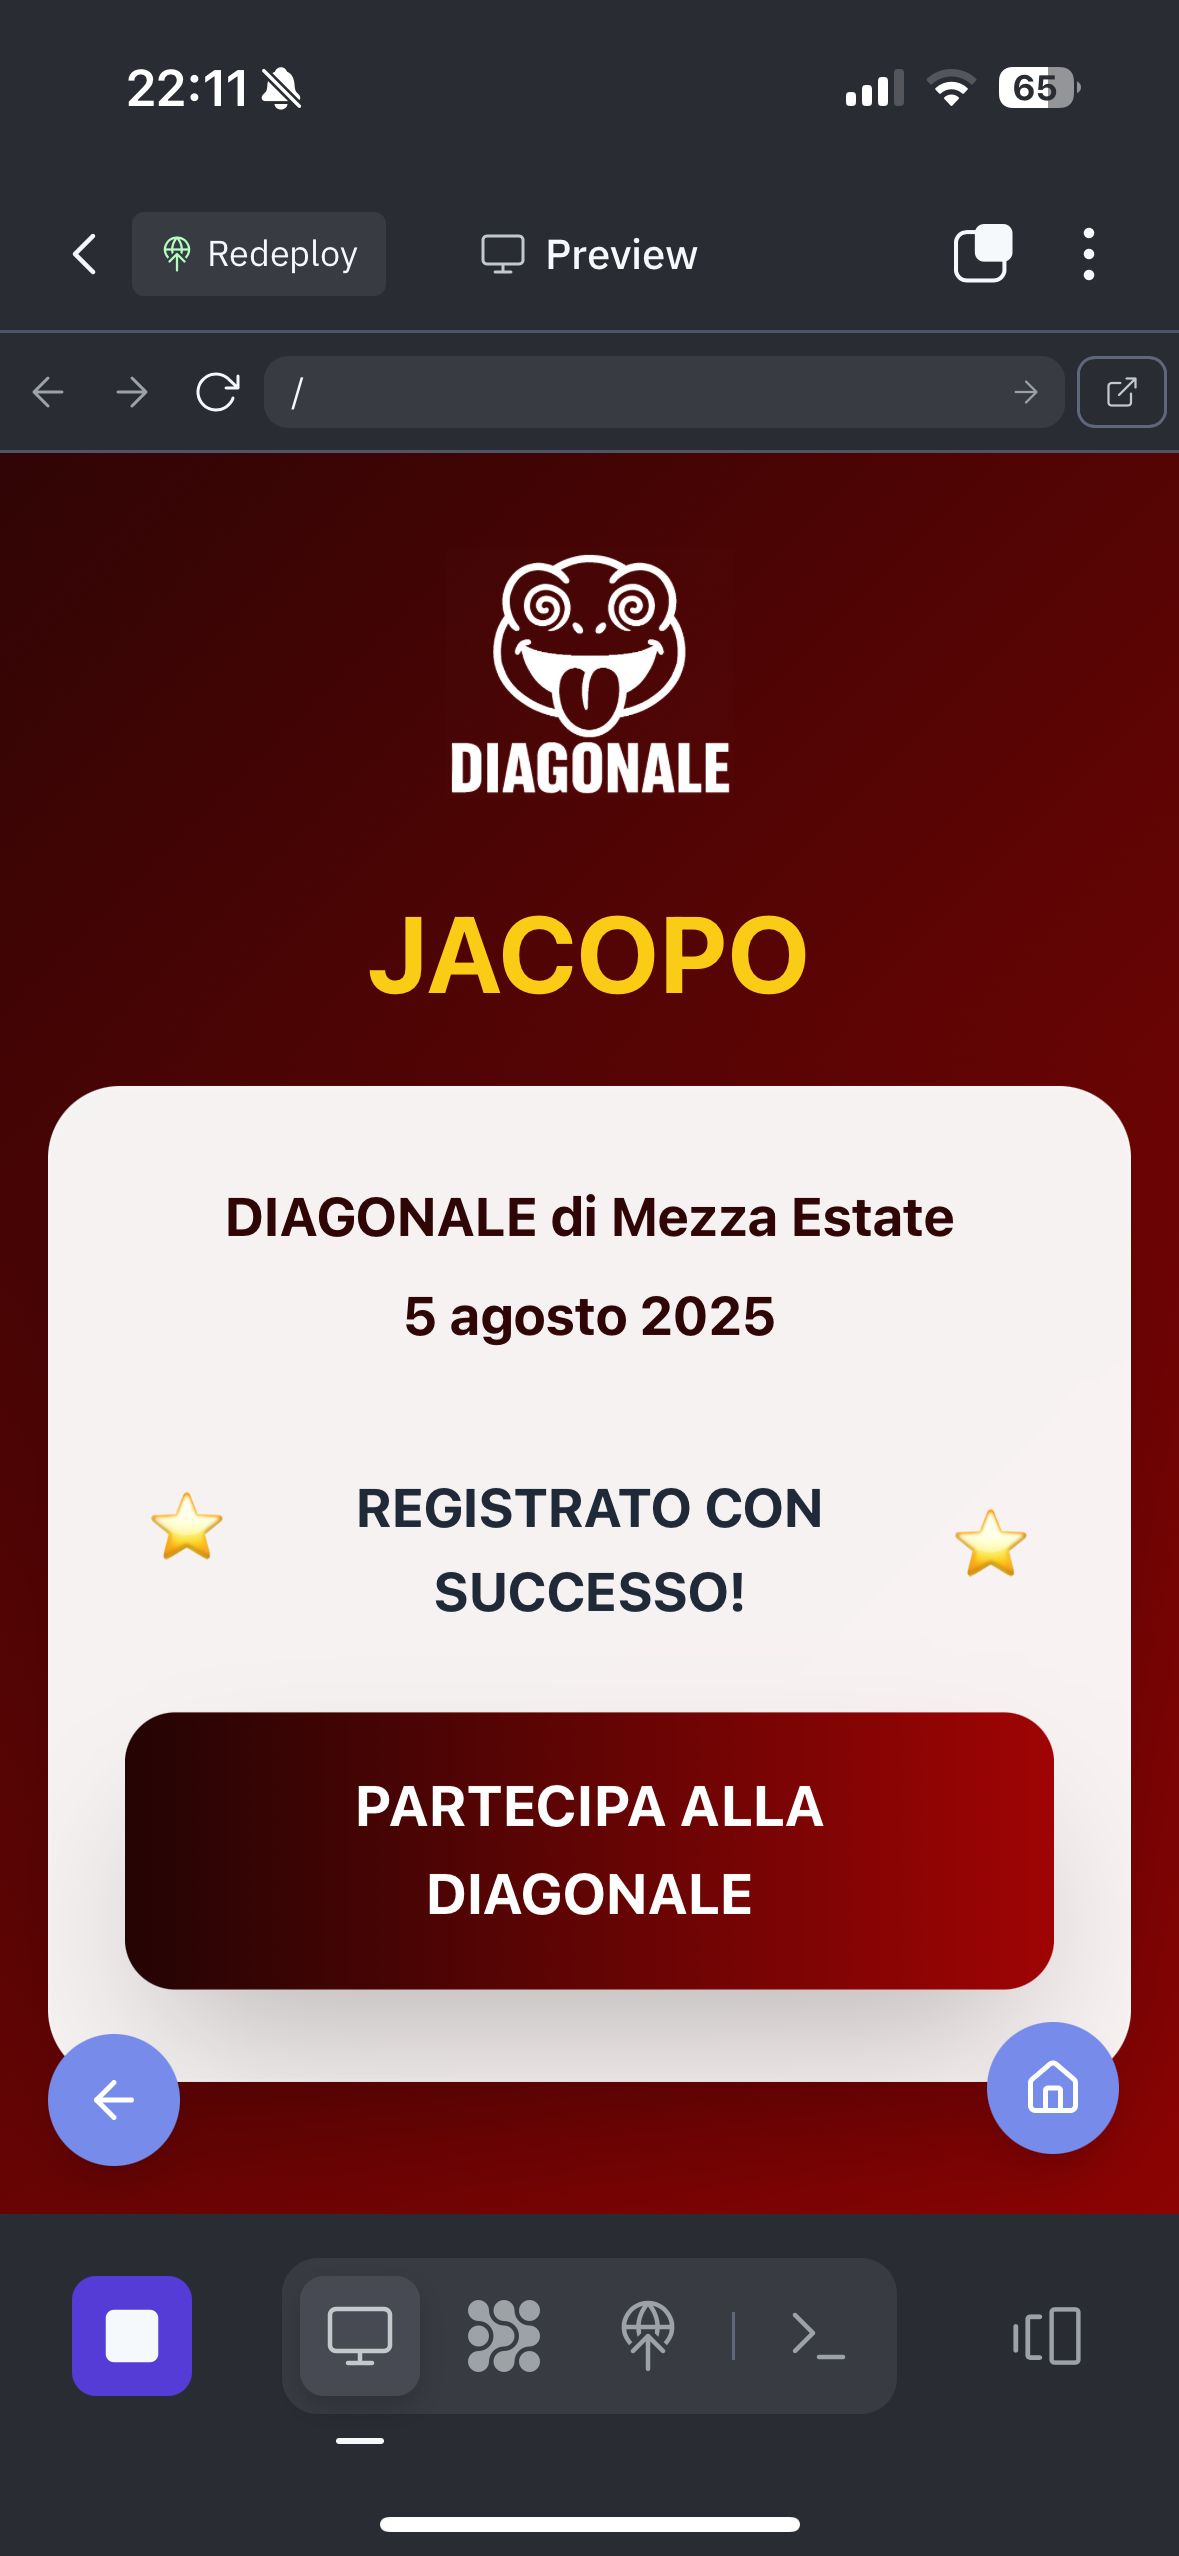 22:11
65
Redeploy
Preview
/
DIAGONALE
JACOPO
DIAGONALE di Mezza Estate
5 agosto 2025
REGISTRATO CON
SUCCESSO!
PARTECIPA ALLA
DIAGONALE